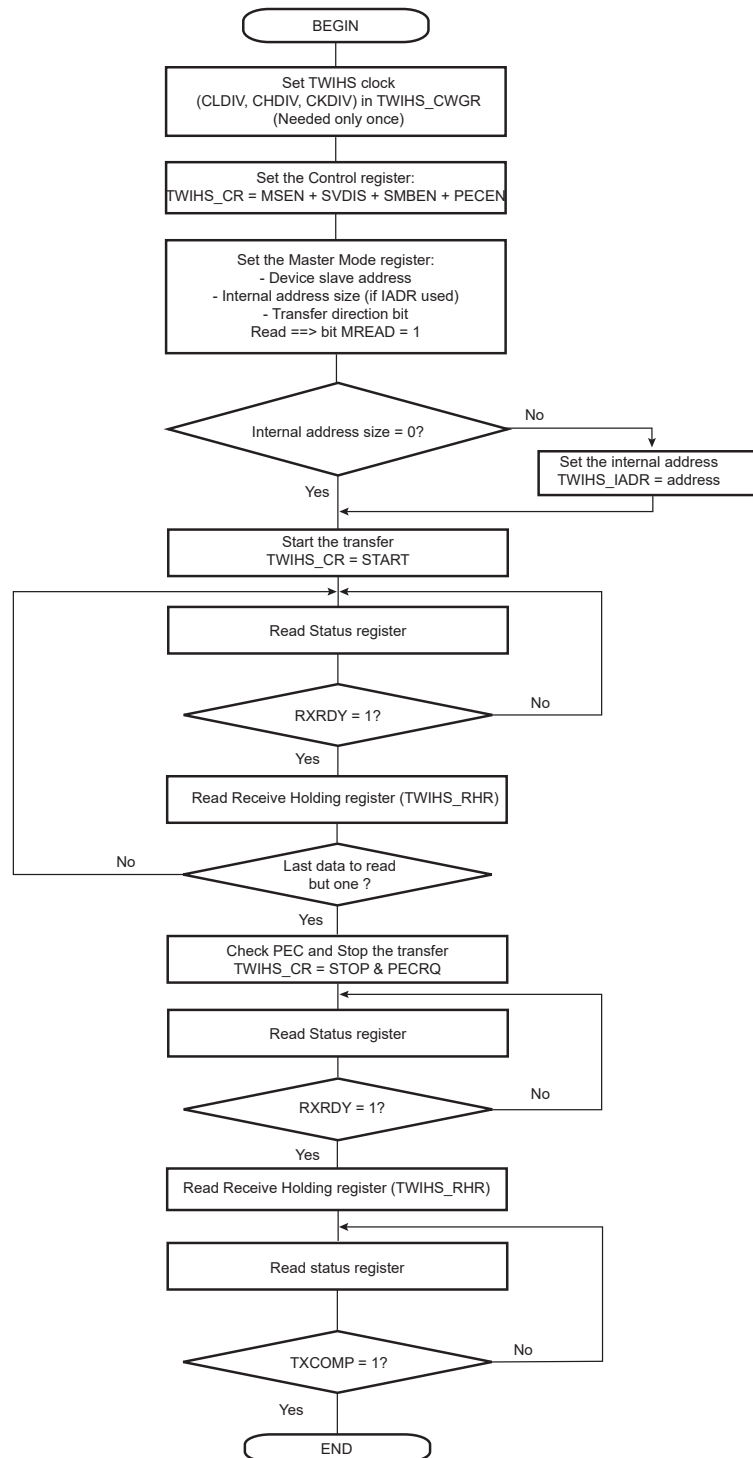 BEGIN
Set TWIHS clock
(CLDIV, CHDIV, CKDIV) in TWIHS_CWGR
(Needed only once)
Set the Control register:
TWIHS_CR = MSEN + SVDIS + SMBEN + PECEN
Set the Master Mode register:
- Device slave address
- Internal address size (if IADR used)
- Transfer direction bit
Read ==> bit MREAD = 1
Internal address size = 0?
No
Set the internal address
TWIHS_IADR = address
Yes
Start the transfer
TWIHS_CR = START
Read Status register
RXRDY = 1?
No
Yes
Read Receive Holding register (TWIHS_RHR)
Last data to read
but one ?
No
Yes
Check PEC and Stop the transfer
TWIHS_CR = STOP & PECRQ
Read Status register
RXRDY = 1?
No
Yes
Read Receive Holding register (TWIHS_RHR)
Read status register
TXCOMP = 1?
No
Yes
END